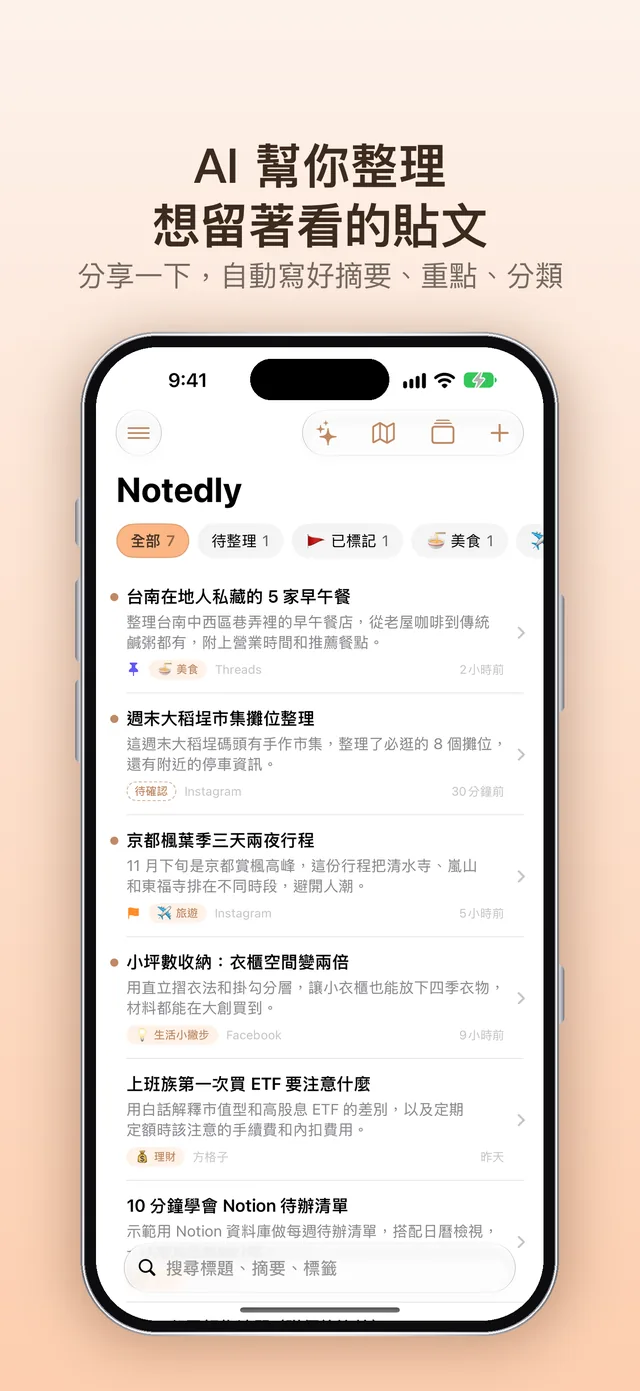 AI 幫你整理
想留著看的貼文
分享一下，自動寫好摘要、重點、分類
9:41
Notedly
全部 7
待整理 1
已標記 1
美食 1
台南在地人私藏的 5 家早午餐
整理台南中西區巷弄裡的早午餐店，從老屋咖啡到傳統
鹹粥都有，附上營業時間和推薦餐點。
美食 Threads 2 小時前
週末大稻埕市集攤位整理
這週末大稻埕碼頭有手作市集，整理了必逛的 8 個攤位，
還有附近的停車資訊。
待確認 Instagram 30 分鐘前
京都楓葉季三天兩夜行程
11 月下旬是京都賞楓高峰，這份行程把清水寺、嵐山
和東福寺排在不同時段，避開人潮。
旅遊 Instagram 5 小時前
小坪數收納：衣櫃空間變兩倍
用直立摺衣法和掛勾分層，讓小衣櫃也能放下四季衣物，
材料都能在大創買到。
生活小撇步 Facebook 9 小時前
上班族第一次買 ETF 要注意什麼
用白話解釋市值型和高股息 ETF 的差別，以及定期
定額時該注意的手續費和內扣費用。
理財 方格子 昨天
10 分鐘學會 Notion 待辦清單
示範用 Notion 資料庫做每週待辦清單，搭配日曆檢視，
搜尋標題、摘要、標籤